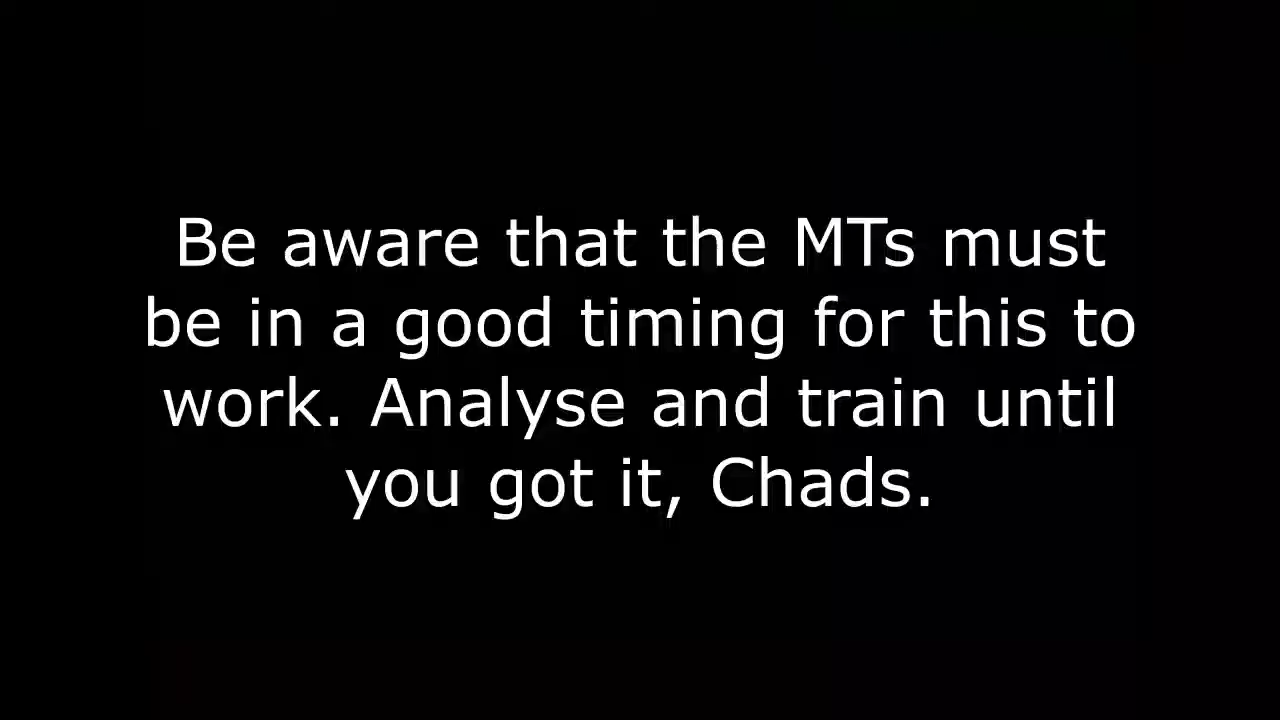 Be aware that the MTs must
be in a good timing for this to
work. Analyse and train until
you got it, Chads.